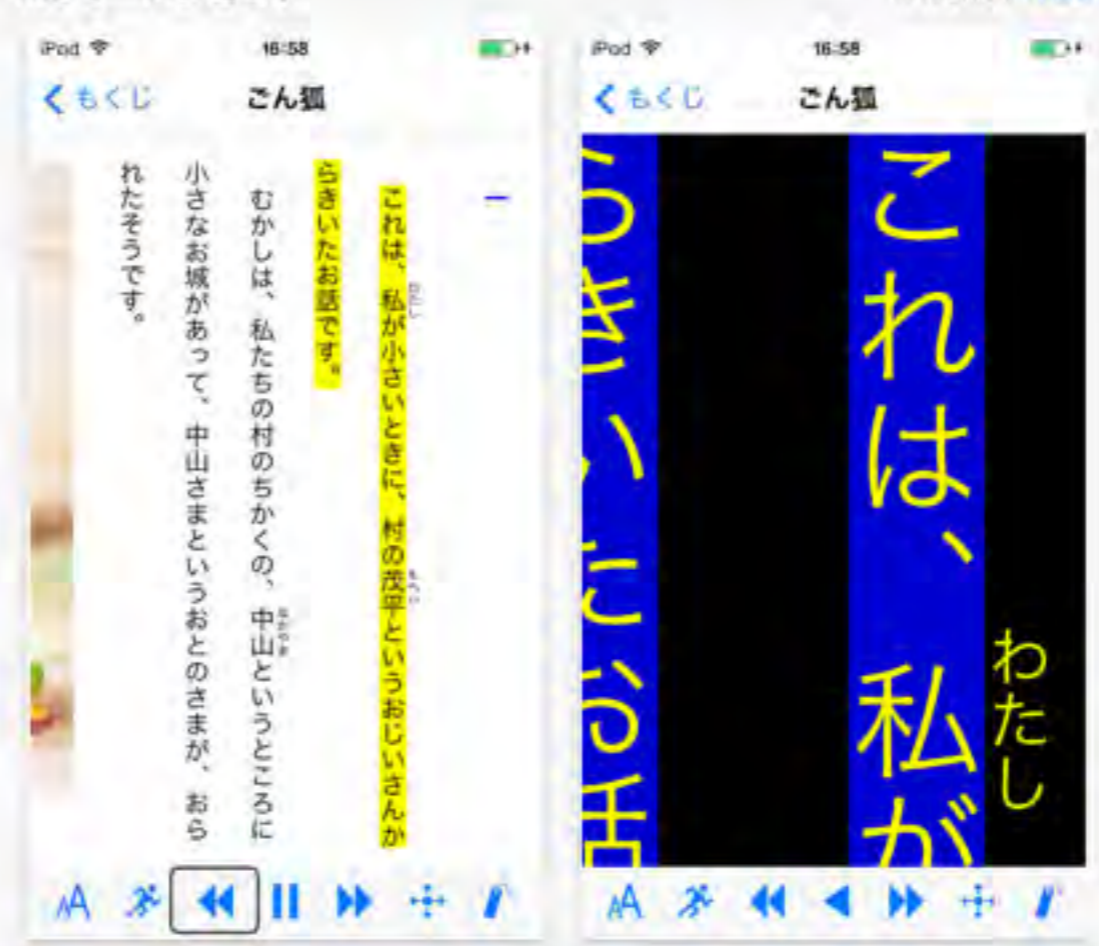 iPod 16:58
もくじ ごん狐
一
これは、私が小さいときに、村の茂平というおじいさんか
らきいたお話です。
むかしは、私たちの村のちかくの、中山というところに
小さなお城があって、中山さまというおとのさまが、おら
れたそうです。
AA
iPod 16:58
もくじ ごん狐
わたし
これは、私が
らきいたお話
AA